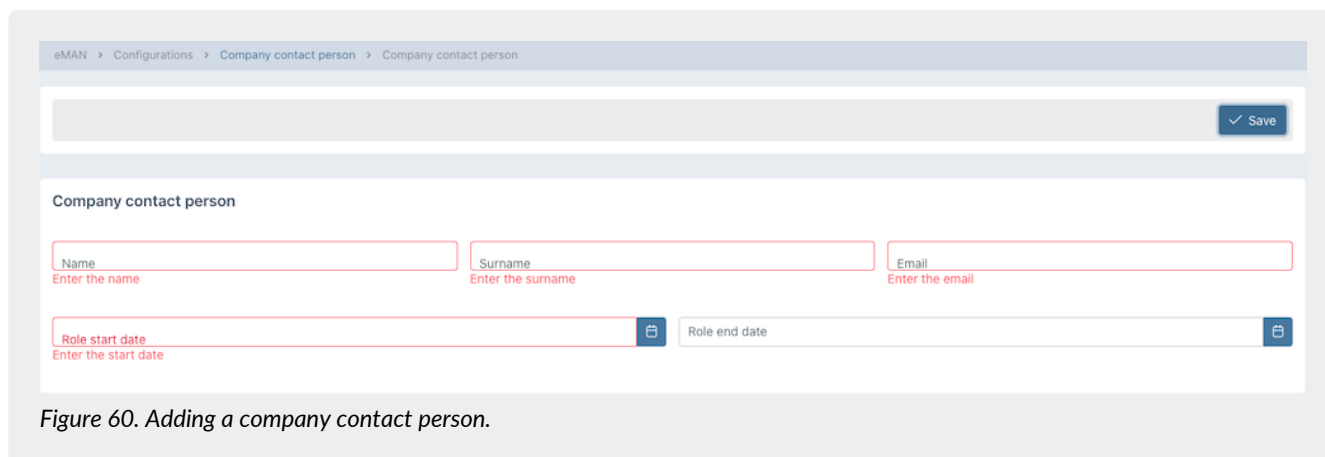 eMAN > Configurations > Company contact person > Company contact person
Save
Company contact person
Name Surname Email
Enter the name Enter the surname Enter the email
Role start date Role end date
Enter the start date
Figure 60. Adding a company contact person.